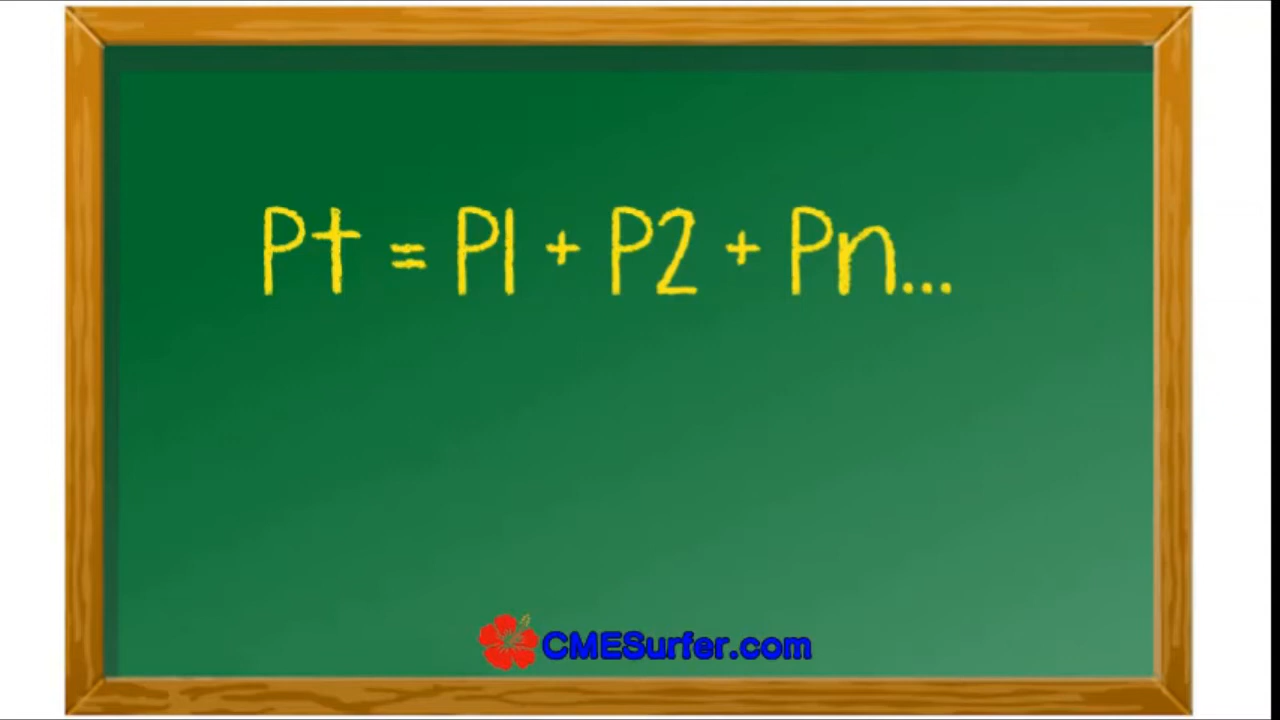 Pt = P1 + P2 + Pn...
CMESurfer.com